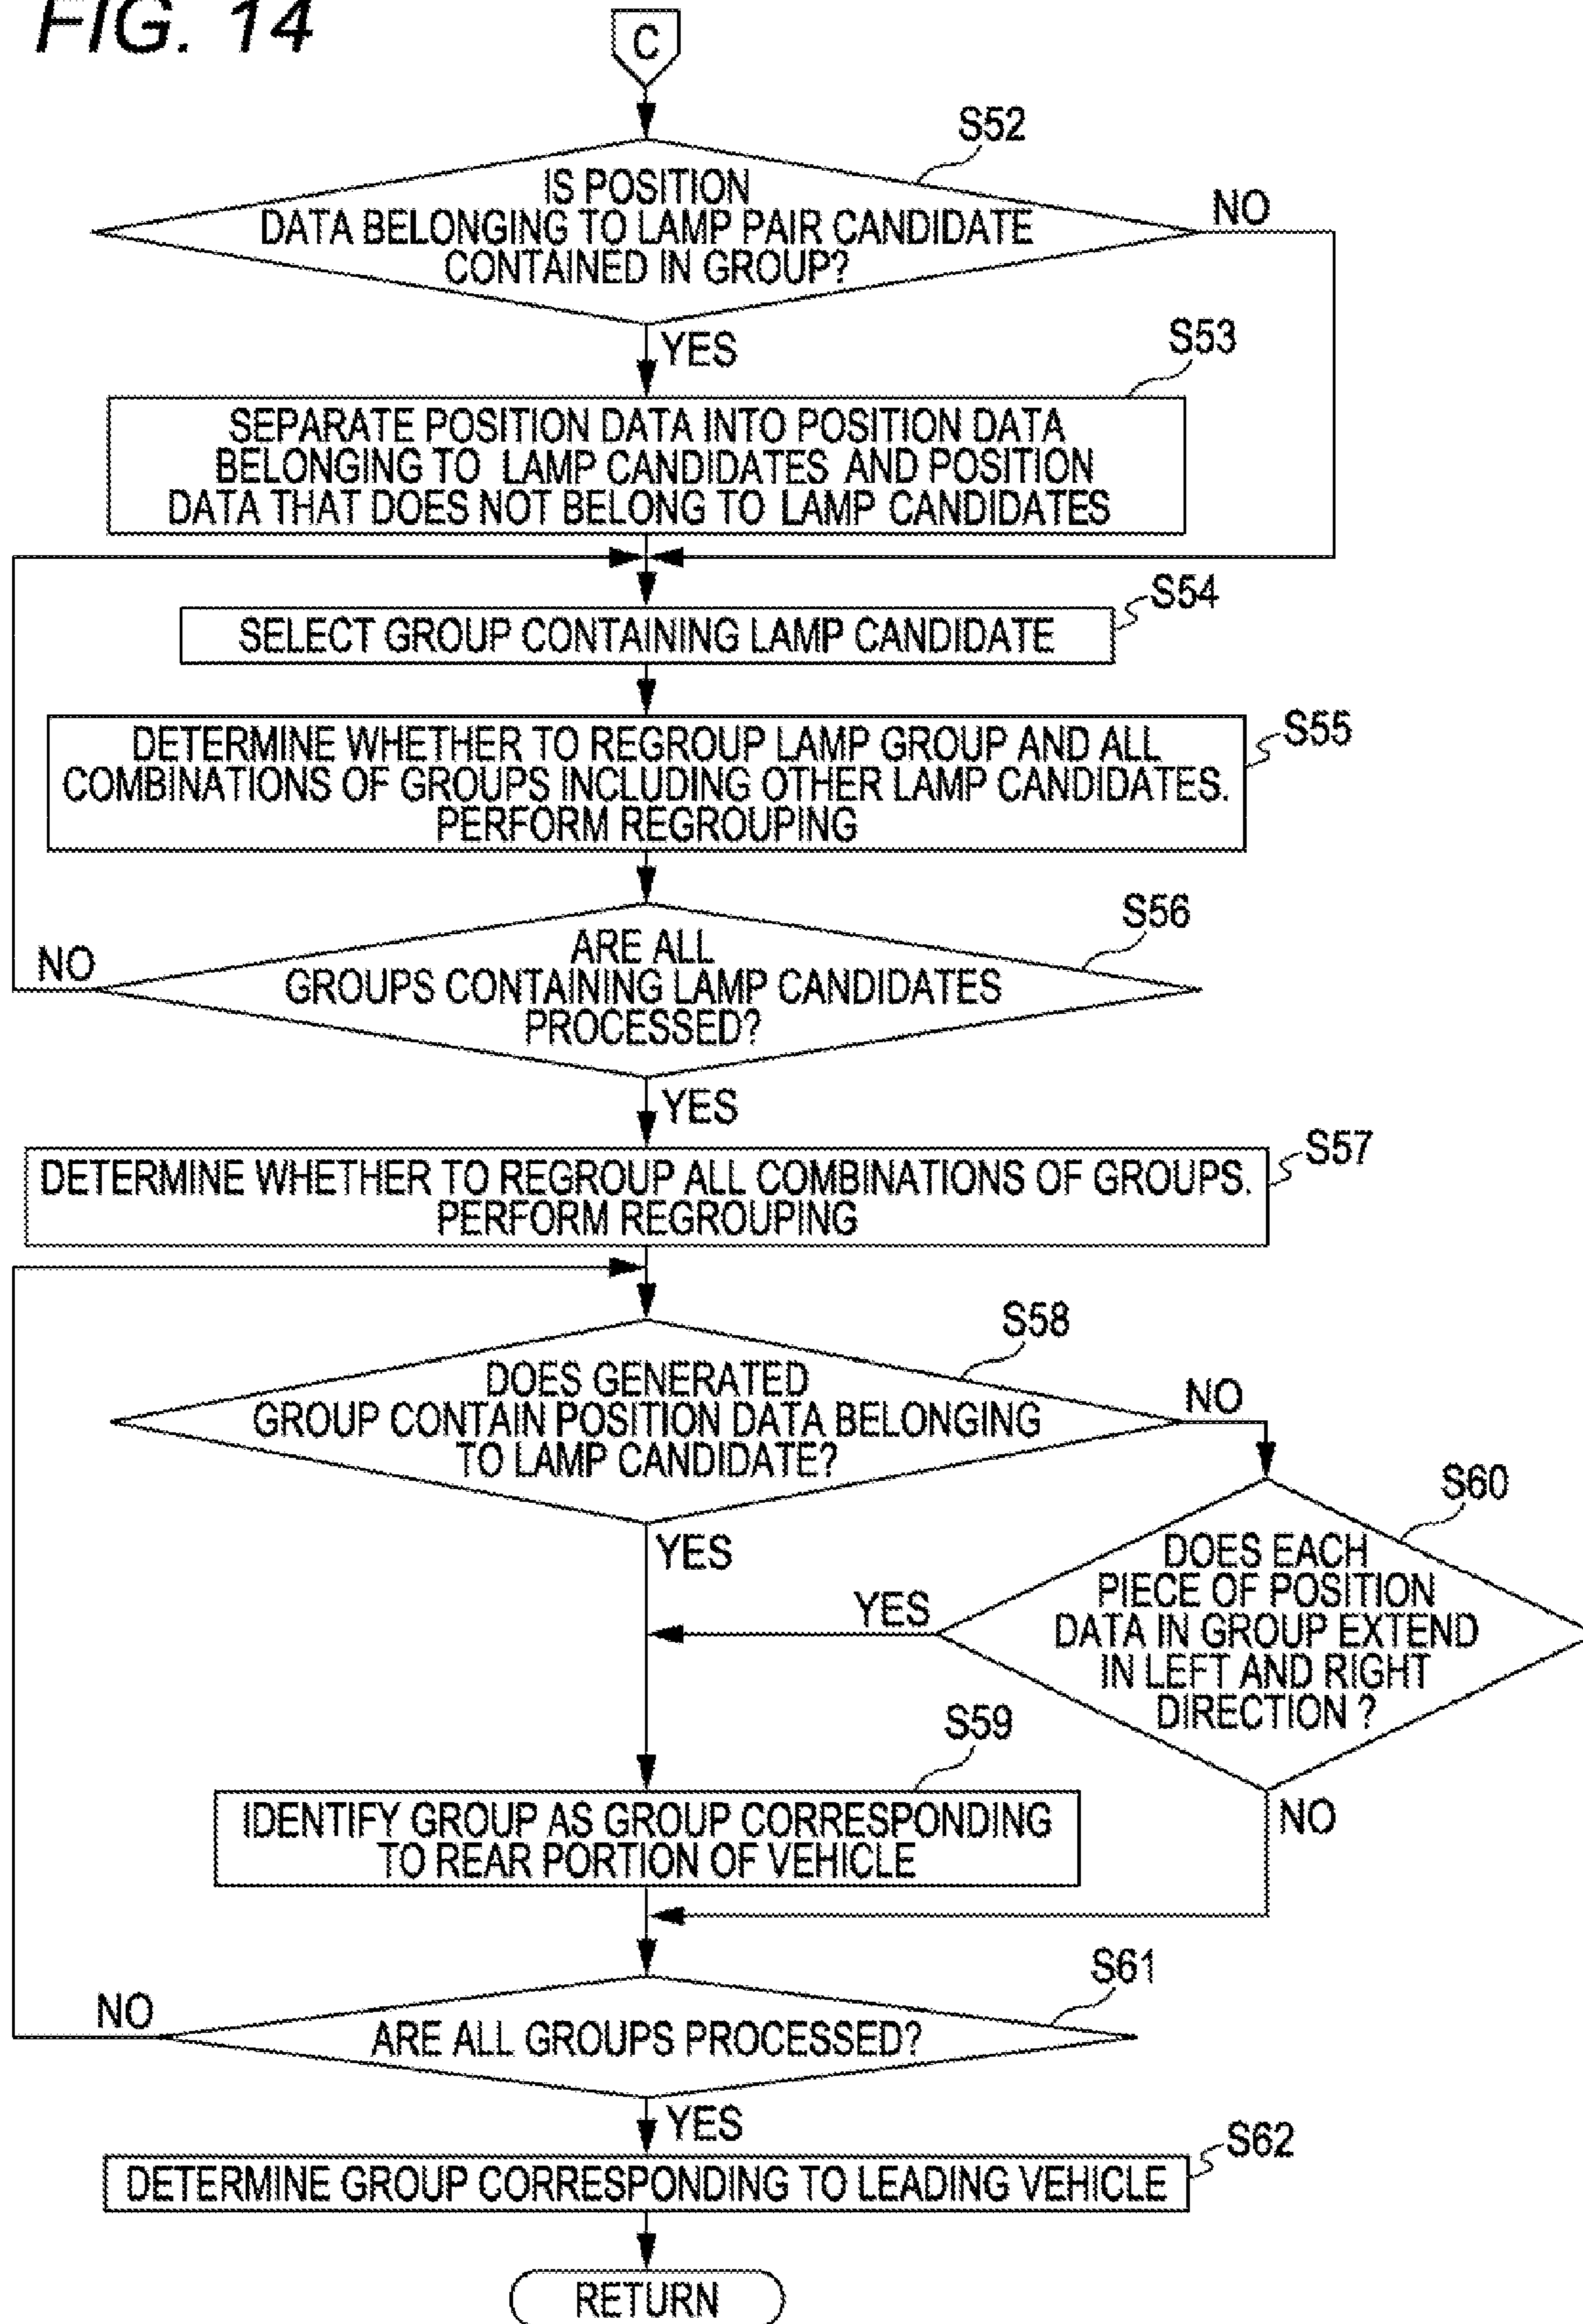 FIG. 14
C
S52
IS POSITION
DATA BELONGING TO LAMP PAIR CANDIDATE
CONTAINED IN GROUP?
NO
YES
S53
SEPARATE POSITION DATA INTO POSITION DATA
BELONGING TO LAMP CANDIDATES AND POSITION
DATA THAT DOES NOT BELONG TO LAMP CANDIDATES
S54
SELECT GROUP CONTAINING LAMP CANDIDATE
S55
DETERMINE WHETHER TO REGROUP LAMP GROUP AND ALL
COMBINATIONS OF GROUPS INCLUDING OTHER LAMP CANDIDATES.
PERFORM REGROUPING
S56
NO
ARE ALL
GROUPS CONTAINING LAMP CANDIDATES
PROCESSED?
YES
S57
DETERMINE WHETHER TO REGROUP ALL COMBINATIONS OF GROUPS.
PERFORM REGROUPING
S58
DOES GENERATED
GROUP CONTAIN POSITION DATA BELONGING
TO LAMP CANDIDATE?
NO
YES
S60
DOES EACH
PIECE OF POSITION
DATA IN GROUP EXTEND
IN LEFT AND RIGHT
DIRECTION ?
YES
NO
S59
IDENTIFY GROUP AS GROUP CORRESPONDING
TO REAR PORTION OF VEHICLE
S61
NO
ARE ALL GROUPS PROCESSED?
YES
S62
DETERMINE GROUP CORRESPONDING TO LEADING VEHICLE
RETURN